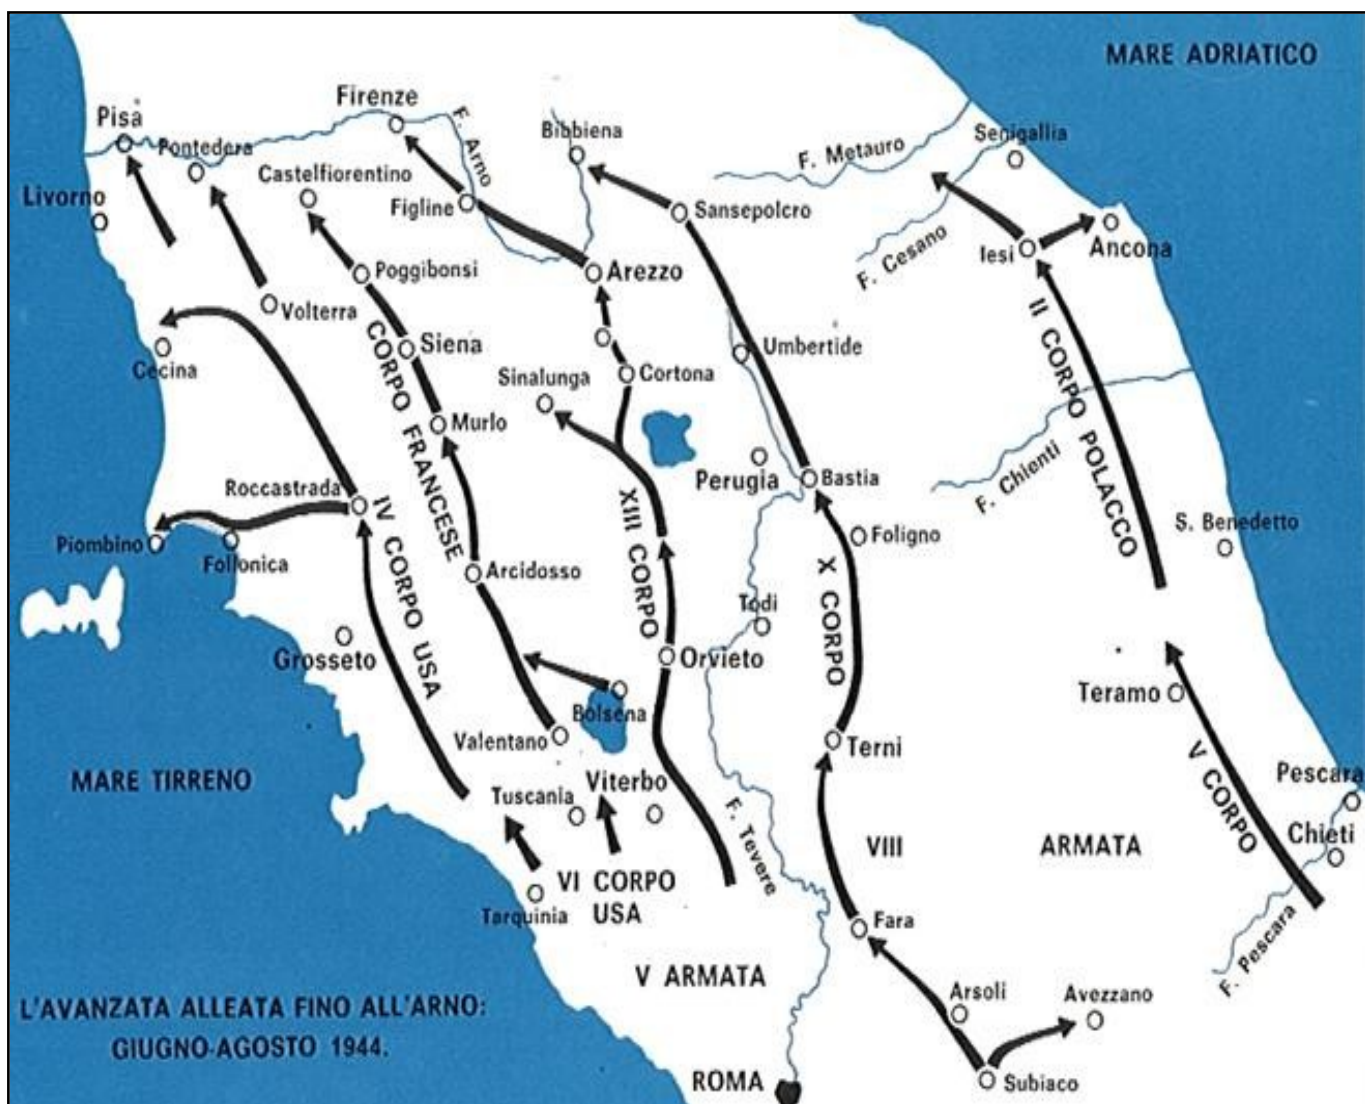 MARE ADRIATICO
Firenze
Pisa
F. Arno
Bibbiena
Senigallia
Pontedera
F. Metauro
Castelfiorentino
Livorno
Figline
Sansepolcro
F. Cesano
Iesi
Ancona
Poggibonsi
Arezzo
Volterra
Siena
Umbertide
Cecina
Sinalunga
Cortona
CORPO FRANCESE
II CORPO POLACCO
Murlo
Perugia
Bastia
F. Chienti
Roccastrada
XIII CORPO
IV CORPO USA
Piombino
Follonica
Foligno
S. Benedetto
Arcidosso
X CORPO
Todi
Grosseto
Orvieto
Teramo
Bolsena
Valentano
Terni
V CORPO
MARE TIRRENO
Pescara
Tuscania
Viterbo
F. Tevere
VIII ARMATA
Chieti
VI CORPO
USA
Tarquinia
Fara
F. Pescara
V ARMATA
Arsoli
Avezzano
L'AVANZATA ALLEATA FINO ALL'ARNO:
GIUGNO-AGOSTO 1944.
ROMA
Subiaco